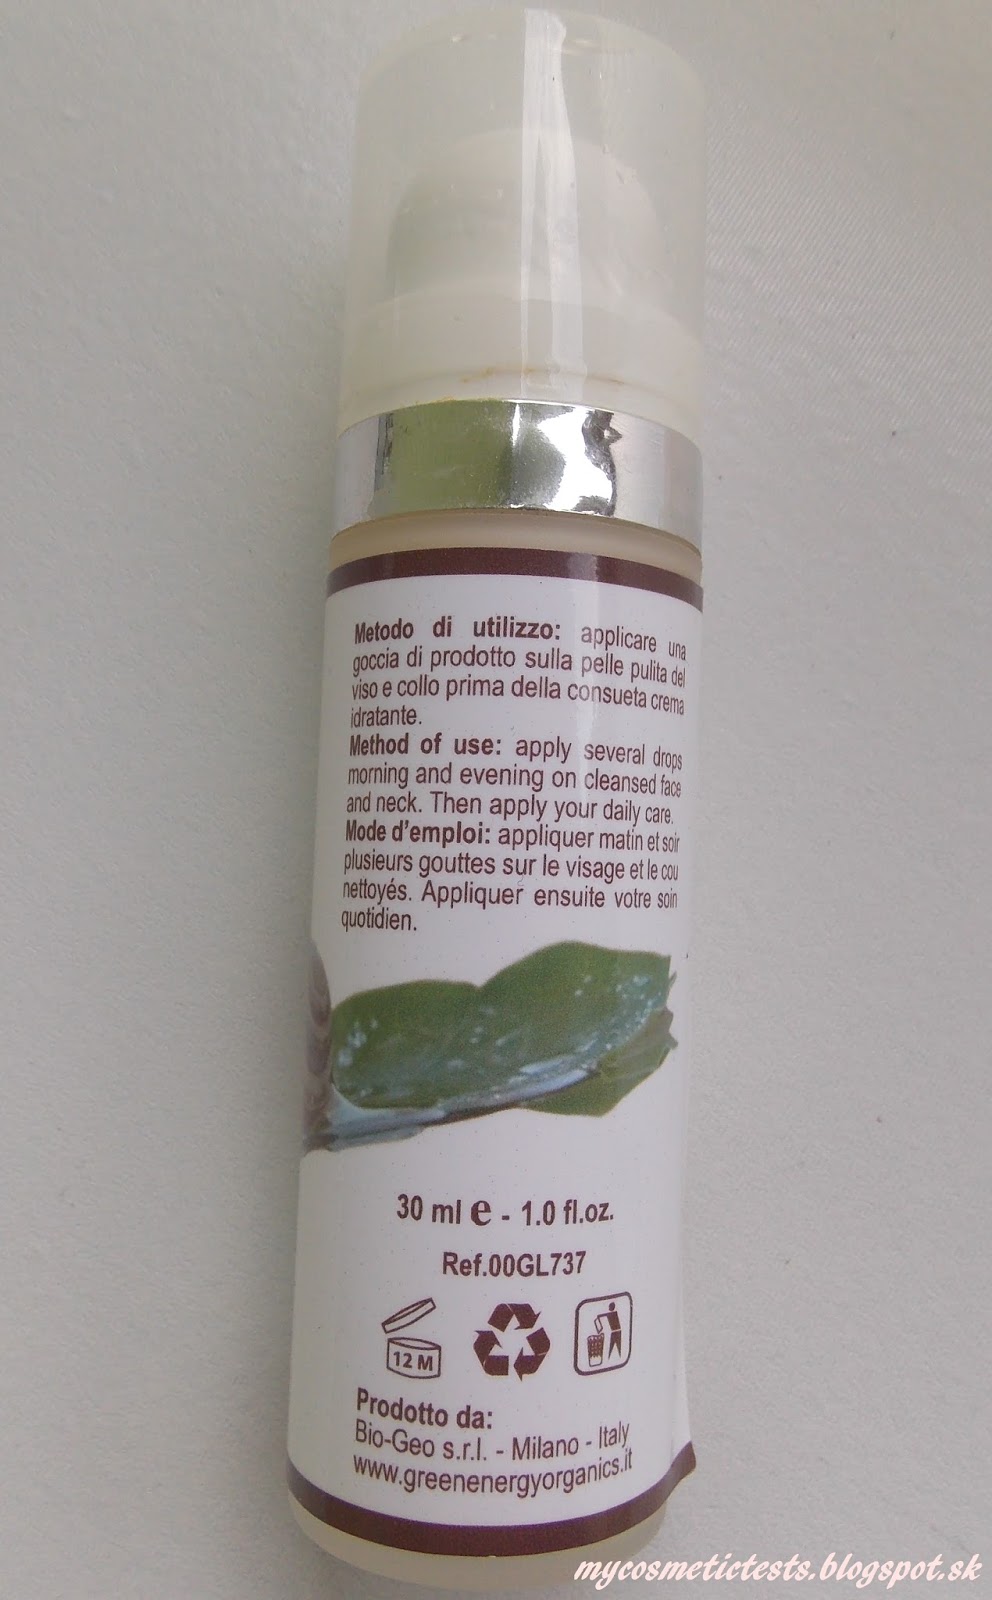 Metodo di utilizzo: applicare una
goccia di prodotto sulla pelle pulita del
viso e collo prima della consueta crema
idratante.
Method of use: apply several drops
morning and evening on cleansed face
and neck. Then apply your daily care.
Mode d'emploi: appliquer matin et soir
plusieurs gouttes sur le visage et le cou
nettoyés. Appliquer ensuite votre soin
quotidien.
30 ml e - 1.0 fl.oz.
Ref.00GL737
12 M
Prodotto da:
Bio-Geo s.r.l. - Milano - Italy
www.greenenergyorganics.it
mycosmetictests.blogspot.sk